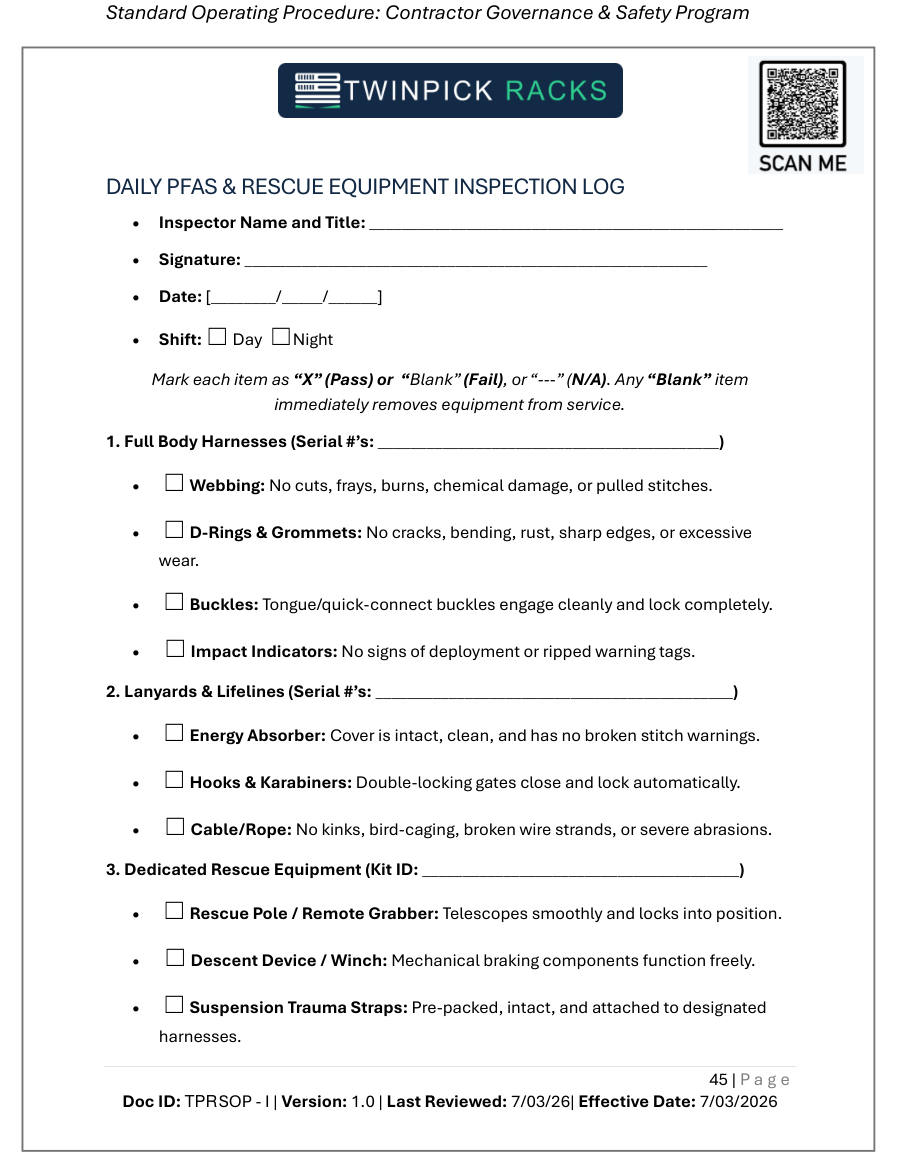 Standard Operating Procedure: Contractor Governance & Safety Program
TWINPICK RACKS
SCAN ME
DAILY PFAS & RESCUE EQUIPMENT INSPECTION LOG
• Inspector Name and Title: ______________________________________________
• Signature: ___________________________________________________
• Date: [_______/_____/______]
• Shift: ☐ Day ☐Night
Mark each item as “X” (Pass) or “Blank” (Fail), or “---” (N/A). Any “Blank” item
immediately removes equipment from service.
1. Full Body Harnesses (Serial #’s: ______________________________________)
• ☐ Webbing: No cuts, frays, burns, chemical damage, or pulled stitches.
• ☐ D-Rings & Grommets: No cracks, bending, rust, sharp edges, or excessive
wear.
• ☐ Buckles: Tongue/quick-connect buckles engage cleanly and lock completely.
• ☐ Impact Indicators: No signs of deployment or ripped warning tags.
2. Lanyards & Lifelines (Serial #’s: ________________________________________)
• ☐ Energy Absorber: Cover is intact, clean, and has no broken stitch warnings.
• ☐ Hooks & Karabiners: Double-locking gates close and lock automatically.
• ☐ Cable/Rope: No kinks, bird-caging, broken wire strands, or severe abrasions.
3. Dedicated Rescue Equipment (Kit ID: ___________________________________)
• ☐ Rescue Pole / Remote Grabber: Telescopes smoothly and locks into position.
• ☐ Descent Device / Winch: Mechanical braking components function freely.
• ☐ Suspension Trauma Straps: Pre-packed, intact, and attached to designated
harnesses.
45 | Page
Doc ID: TPRSOP - I | Version: 1.0 | Last Reviewed: 7/03/26| Effective Date: 7/03/2026